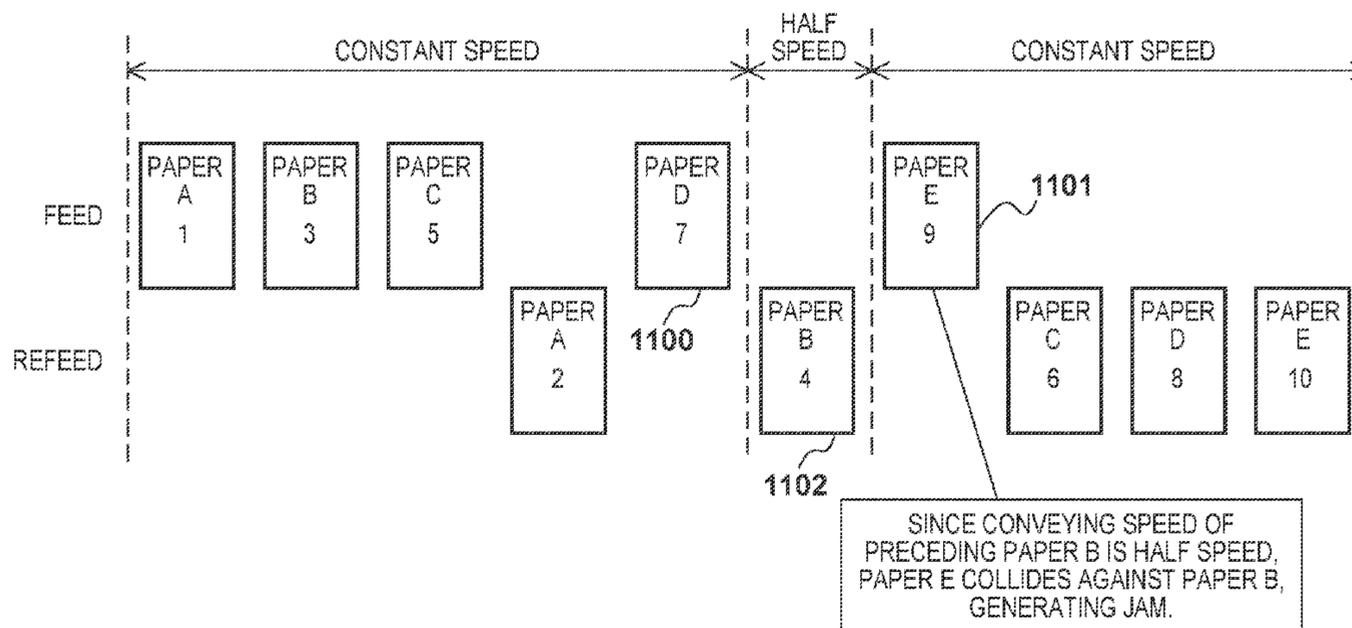 HALF
SPEED
CONSTANT SPEED
CONSTANT SPEED
FEED
PAPER
A
1
PAPER
B
3
PAPER
C
5
PAPER
D
7
1100
PAPER
E
9
1101
REFEED
PAPER
A
2
PAPER
B
4
1102
PAPER
C
6
PAPER
D
8
PAPER
E
10
SINCE CONVEYING SPEED OF
PRECEDING PAPER B IS HALF SPEED,
PAPER E COLLIDES AGAINST PAPER B,
GENERATING JAM.